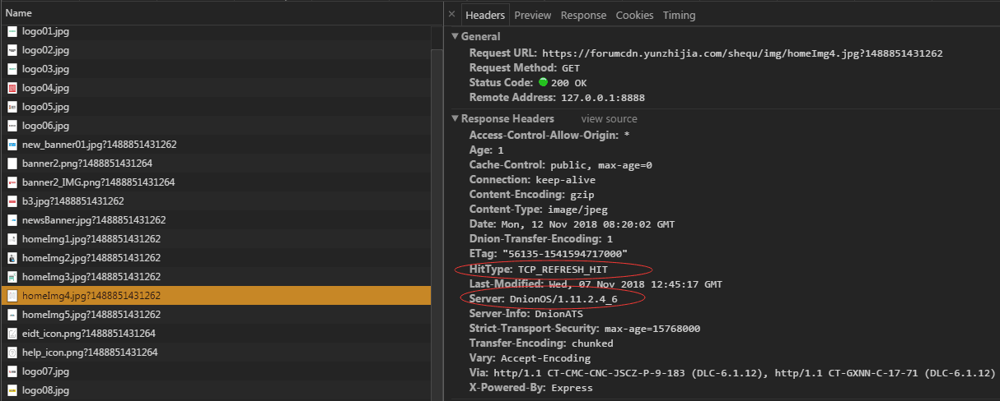 Name
logo01.jpg
logo02.jpg
logo03.jpg
logo04.jpg
logo05.jpg
logo06.jpg
new_banner01.jpg?1488851431262
banner2.png?1488851431264
banner2_IMG.png?1488851431264
b3.jpg?1488851431262
newsBanner.jpg?1488851431262
homeImg1.jpg?1488851431262
homeImg2.jpg?1488851431262
homeImg3.jpg?1488851431262
homeImg4.jpg?1488851431262
homeImg5.jpg?1488851431262
eidt_icon.png?1488851431264
help_icon.png?1488851431264
logo07.jpg
logo08.jpg
× Headers Preview Response Cookies Timing
▼ General
Request URL: https://forumcdn.yunzhijia.com/shequ/img/homeImg4.jpg?1488851431262
Request Method: GET
Status Code: 200 OK
Remote Address: 127.0.0.1:8888
▼ Response Headers view source
Access-Control-Allow-Origin: *
Age: 1
Cache-Control: public, max-age=0
Connection: keep-alive
Content-Encoding: gzip
Content-Type: image/jpeg
Date: Mon, 12 Nov 2018 08:20:02 GMT
Dnion-Transfer-Encoding: 1
ETag: "56135-1541594717000"
HitType: TCP_REFRESH_HIT
Last-Modified: Wed, 07 Nov 2018 12:45:17 GMT
Server: DnionOS/1.11.2.4_6
Server-Info: DnionATS
Strict-Transport-Security: max-age=15768000
Transfer-Encoding: chunked
Vary: Accept-Encoding
Via: http/1.1 CT-CMC-CNC-JSCZ-P-9-183 (DLC-6.1.12), http/1.1 CT-GXNN-C-17-71 (DLC-6.1.12)
X-Powered-By: Express